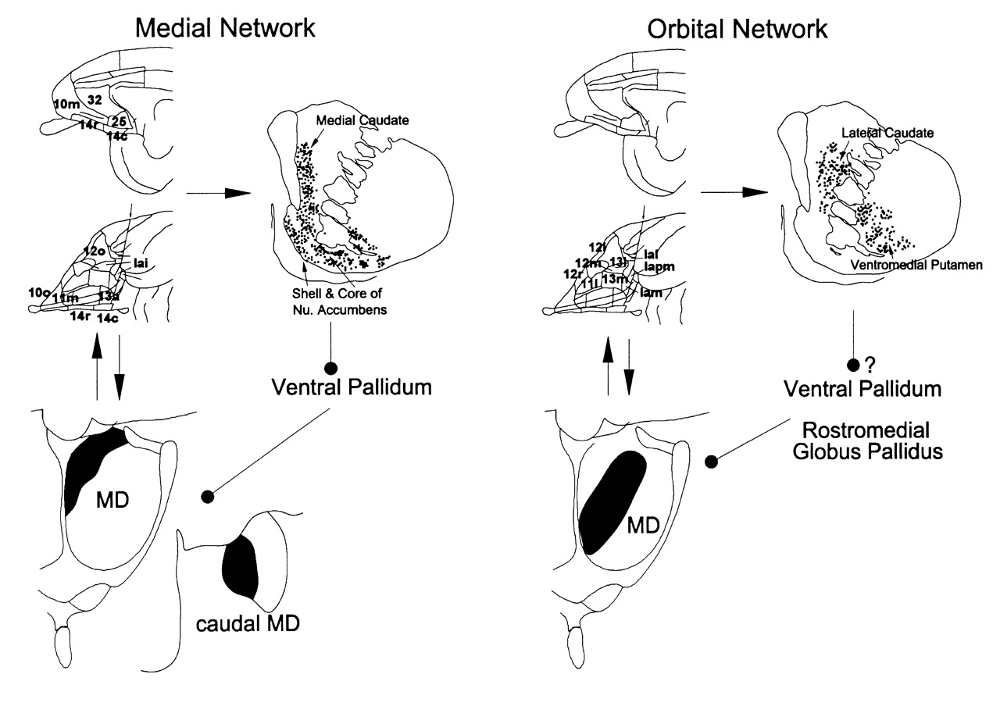 Medial Network
10m
32
25
14r
14c
Medial Caudate
12o
Iai
10o
11m
13a
14r
14c
Shell & Core of
Nu. Accumbens
Ventral Pallidum
MD
caudal MD
Orbital Network
Lateral Caudate
12l
12m
12r
13l
11l
13m
Ial
Iapm
Iam
Ventromedial Putamen
?
Ventral Pallidum
Rostromedial
Globus Pallidus
MD